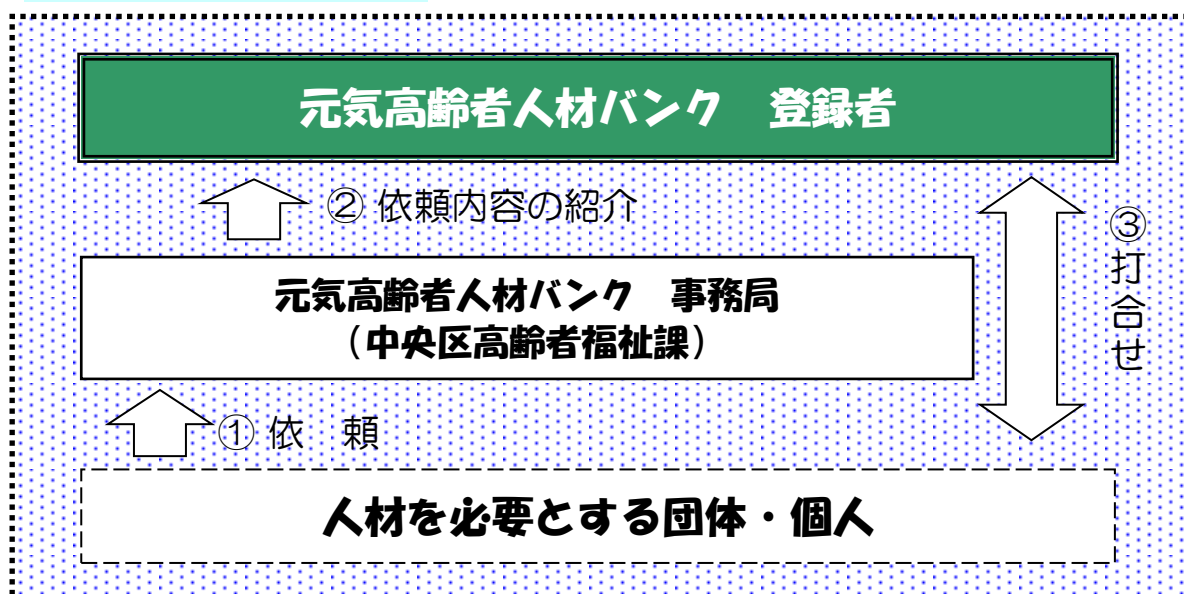 元気高齢者人材バンク　登録者
② 依頼内容の紹介
③打合せ
元気高齢者人材バンク　事務局
（中央区高齢者福祉課）
① 依　頼
人材を必要とする団体・個人